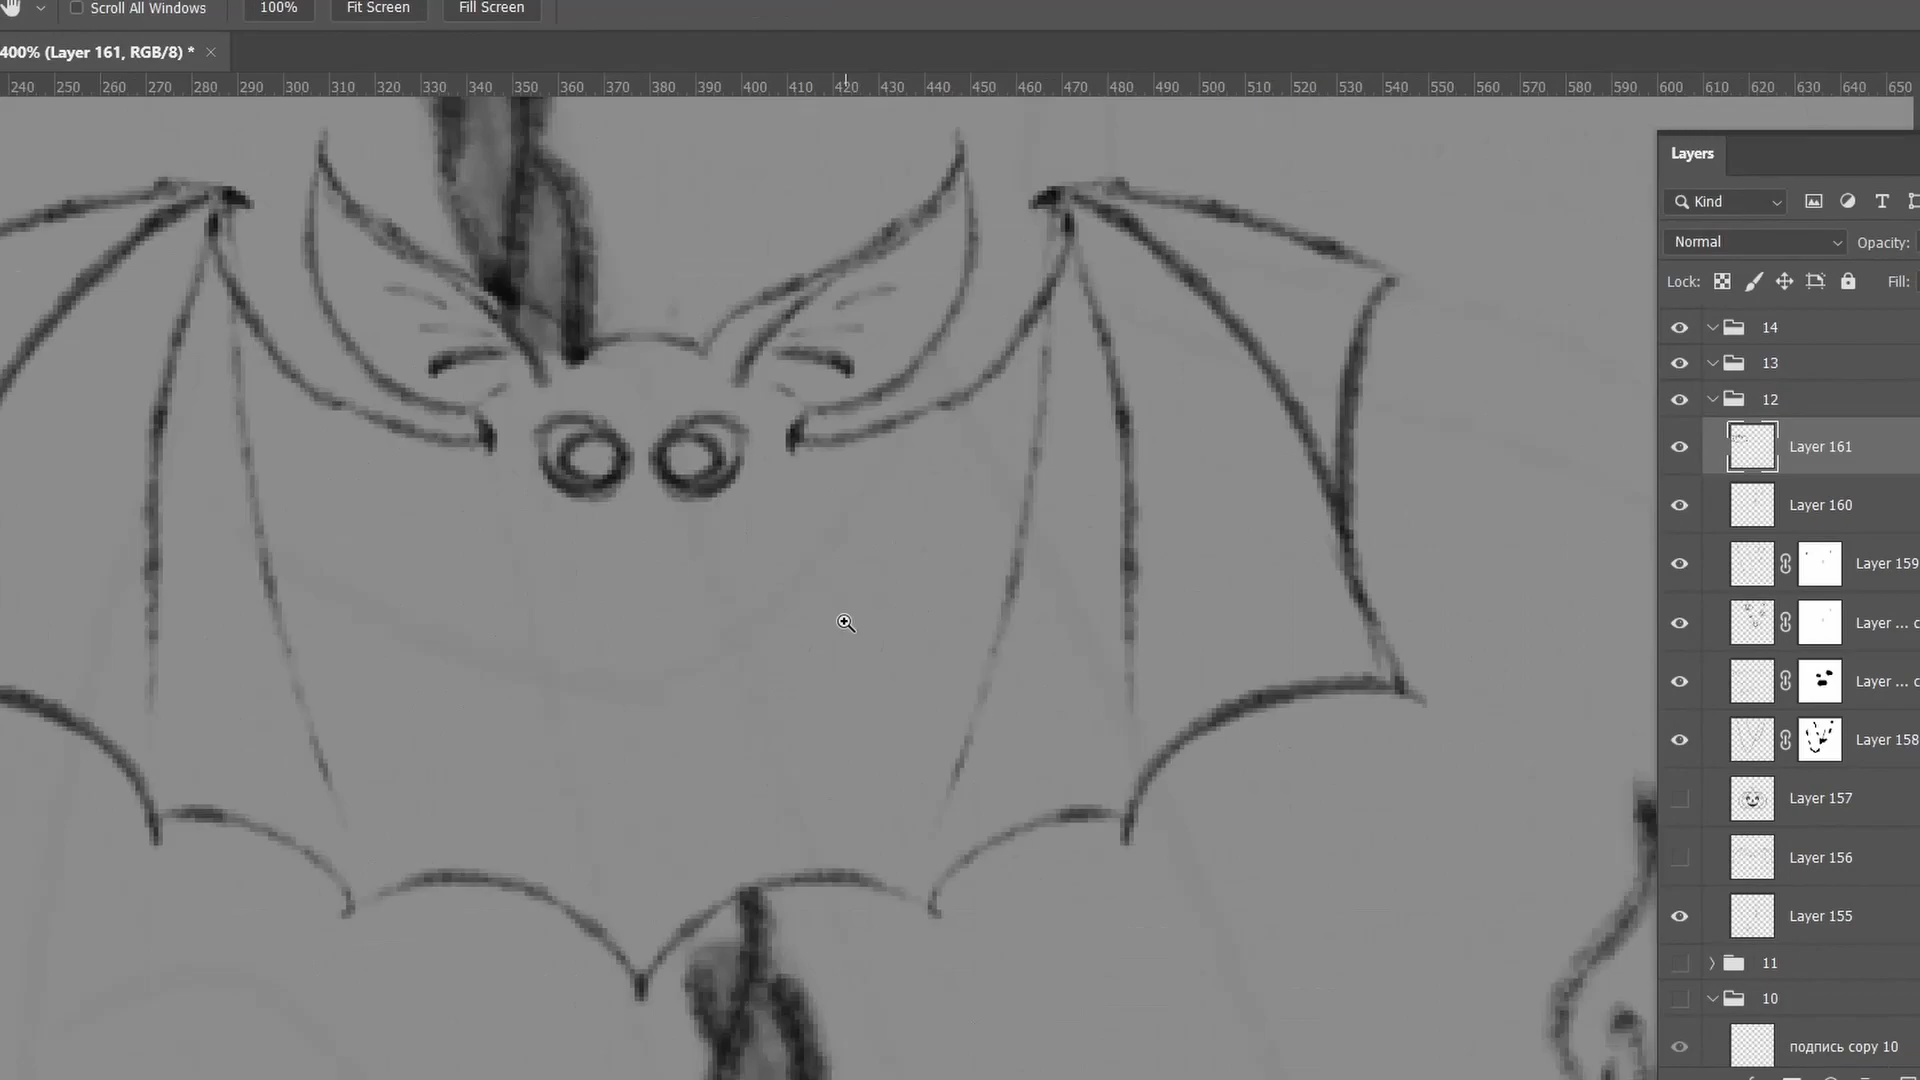 Scroll All Windows 100% Fit Screen Fill Screen
400% (Layer 161, RGB/8) *
240 250 260 270 280 290 300 310 320 330 340 350 360 370 380 390 400 410 420 430 440 450 460 470 480 490 500 510 520 530 540 550 560 570 580 590 600 610 620 630 640 650
Layers
Kind
Normal Opacity:
Lock: Fill:
14
13
12
Layer 161
Layer 160
Layer 159
Layer ... c
Layer ... c
Layer 158
Layer 157
Layer 156
Layer 155
11
10
подпись copy 10